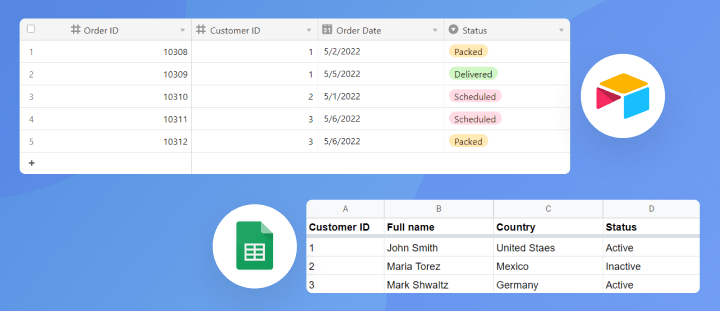 Order ID Customer ID 31 Order Date Status
1 10308 1 5/2/2022 Packed
2 10309 1 5/5/2022 Delivered
3 10310 2 5/1/2022 Scheduled
4 10311 3 5/6/2022 Scheduled
5 10312 3 5/6/2022 Packed
+
A B C D
Customer ID Full name Country Status
1 John Smith United Staes Active
2 Maria Torez Mexico Inactive
3 Mark Shwaltz Germany Active